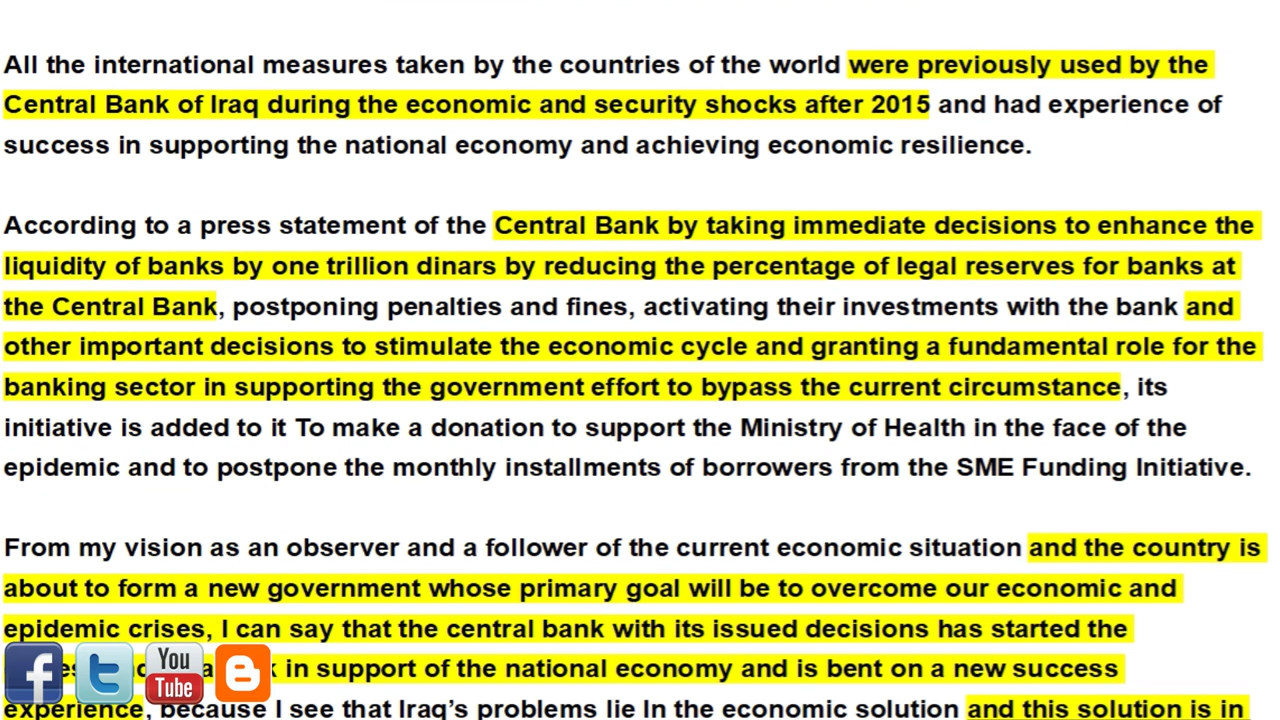 All the international measures taken by the countries of the world were previously used by the
Central Bank of Iraq during the economic and security shocks after 2015 and had experience of
success in supporting the national economy and achieving economic resilience.
According to a press statement of the Central Bank by taking immediate decisions to enhance the
liquidity of banks by one trillion dinars by reducing the percentage of legal reserves for banks at
the Central Bank, postponing penalties and fines, activating their investments with the bank and
other important decisions to stimulate the economic cycle and granting a fundamental role for the
banking sector in supporting the government effort to bypass the current circumstance, its
initiative is added to it To make a donation to support the Ministry of Health in the face of the
epidemic and to postpone the monthly installments of borrowers from the SME Funding Initiative.
From my vision as an observer and a follower of the current economic situation and the country is
about to form a new government whose primary goal will be to overcome our economic and
epidemic crises, I can say that the central bank with its issued decisions has started the
in support of the national economy and is bent on a new success
experience, because I see that Iraq's problems lie In the economic solution and this solution is in
f t You Tube B